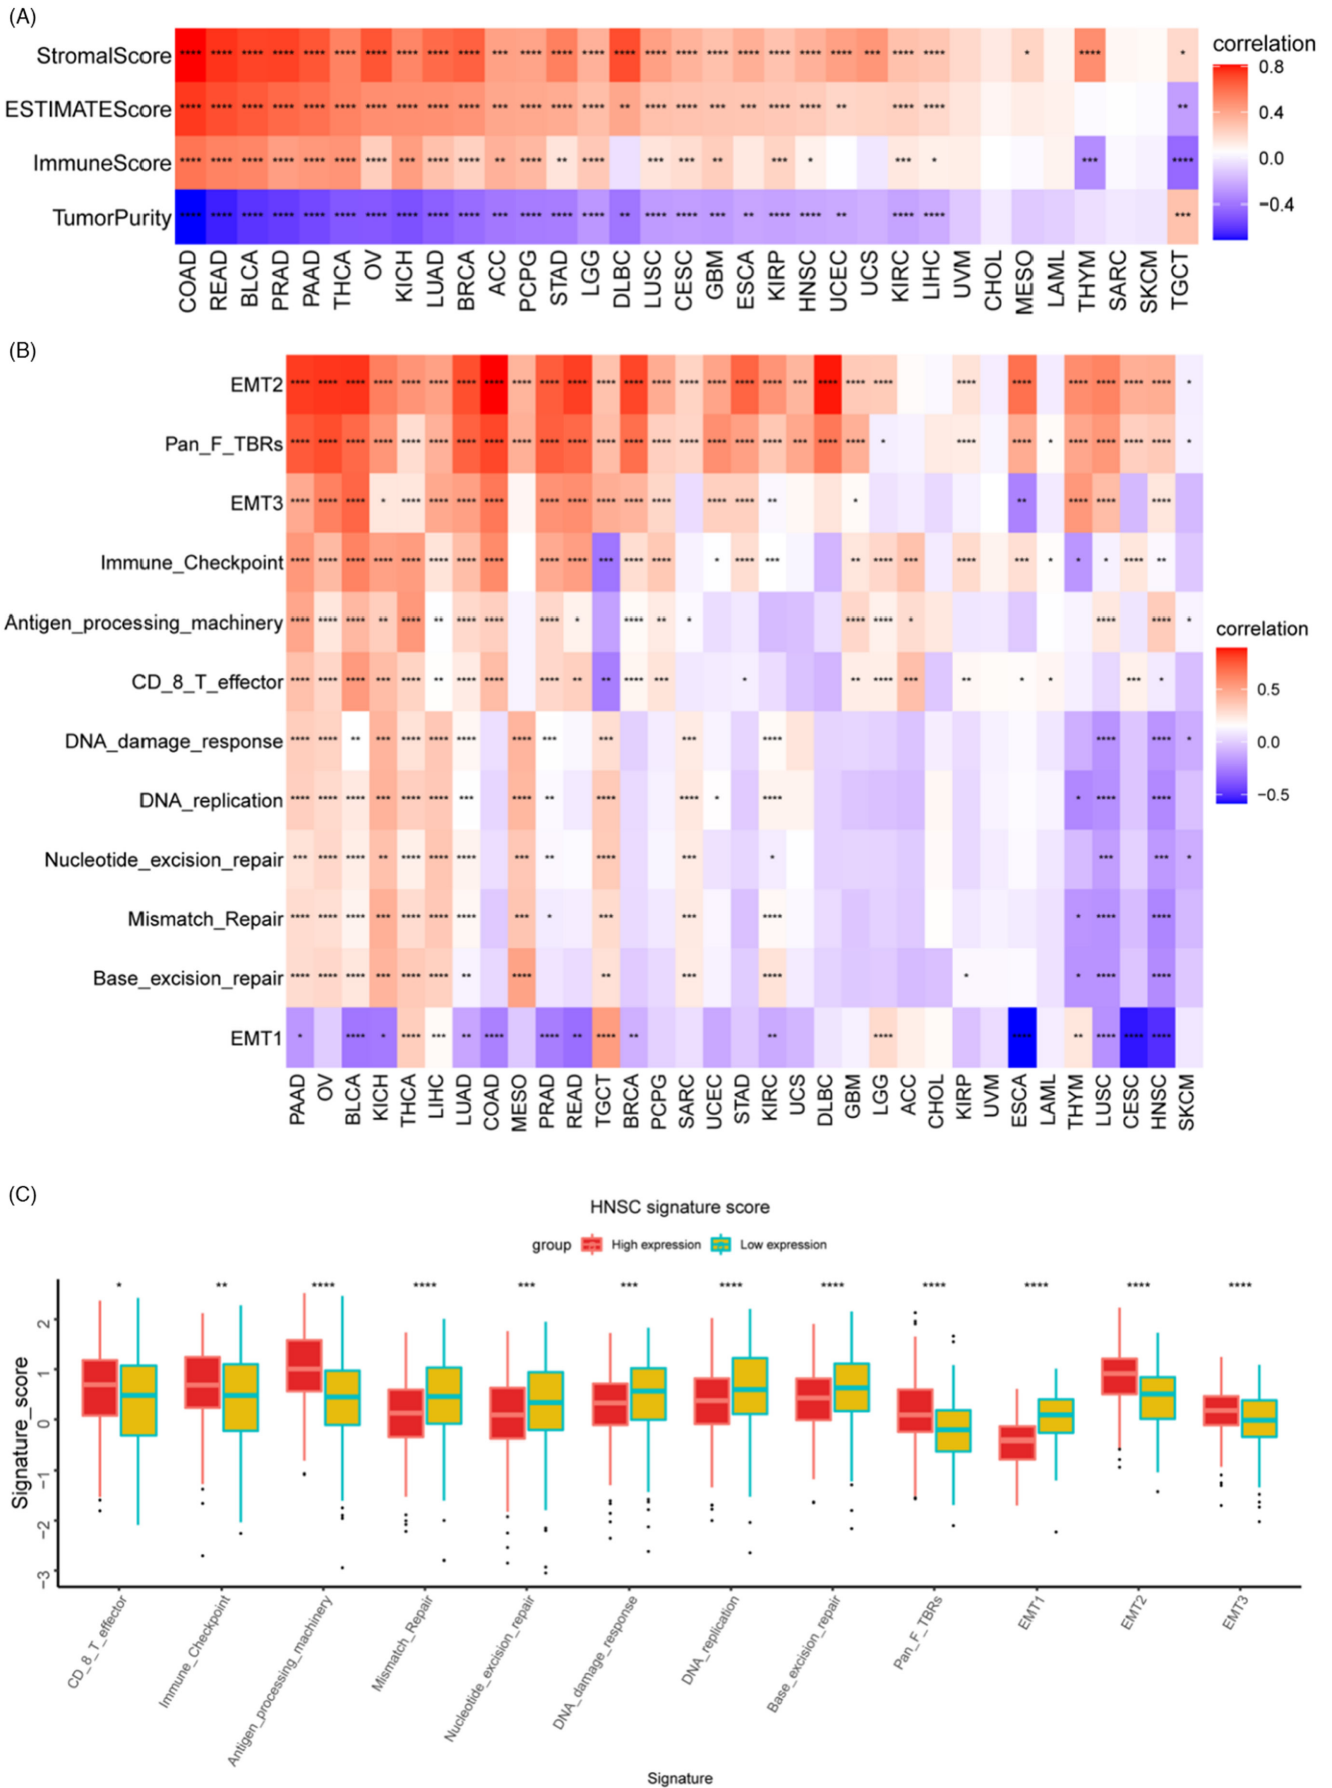 (A)
StromalScore
ESTIMATEScore
ImmuneScore
TumorPurity
COAD READ BLCA PRAD PAAD THCA OV KICH LUAD BRCA ACC PCPG STAD LGG DLBC LUSC CESC GBM ESCA KIRP HNSC UCEC UCS KIRC LIHC UVM CHOL MESO LAML THYM SARC SKCM TGCT
correlation
0.8
0.4
0.0
−0.4
(B)
EMT2
Pan_F_TBRs
EMT3
Immune_Checkpoint
Antigen_processing_machinery
CD_8_T_effector
DNA_damage_response
DNA_replication
Nucleotide_excision_repair
Mismatch_Repair
Base_excision_repair
EMT1
PAAD OV BLCA KICH THCA LIHC LUAD COAD MESO PRAD READ TGCT BRCA PCPG SARC UCEC STAD KIRC UCS DLBC GBM LGG ACC CHOL KIRP UVM ESCA LAML THYM LUSC CESC HNSC SKCM
correlation
0.5
0.0
−0.5
(C)
HNSC signature score
group High expression Low expression
* ** **** **** *** *** **** **** **** **** **** ****
Signature_score
2
1
0
−1
−2
−3
CD_8_T_effector
Immune_Checkpoint
Antigen_processing_machinery
Mismatch_Repair
Nucleotide_excision_repair
DNA_damage_response
DNA_replication
Base_excision_repair
Pan_F_TBRs
EMT1
EMT2
EMT3
Signature